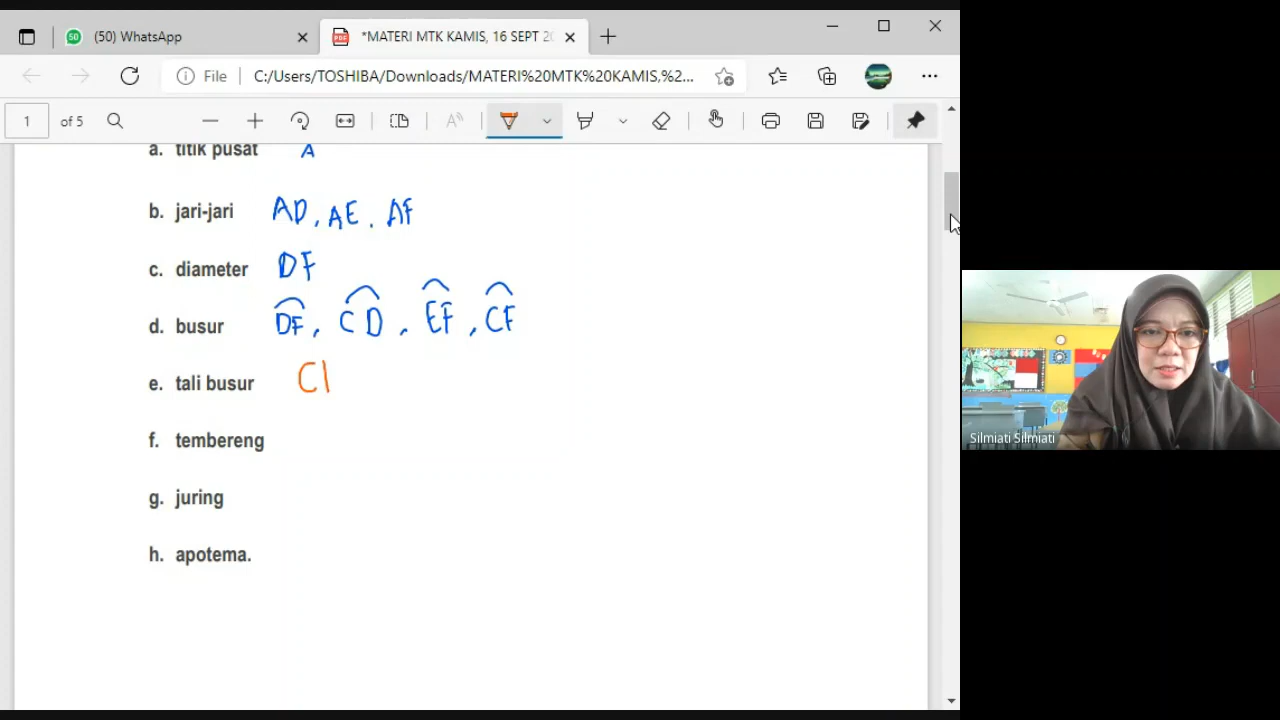 (50) WhatsApp
*MATERI MTK KAMIS, 16 SEPT 20
File C:/Users/TOSHIBA/Downloads/MATERI%20MTK%20KAMIS,%2...
1 of 5
a. titik pusat A
b. jari-jari AD, AE. AF
c. diameter DF
d. busur DF, CD, EF, CF
e. tali busur
f. tembereng
g. juring
h. apotema.
Silmiati Silmiati